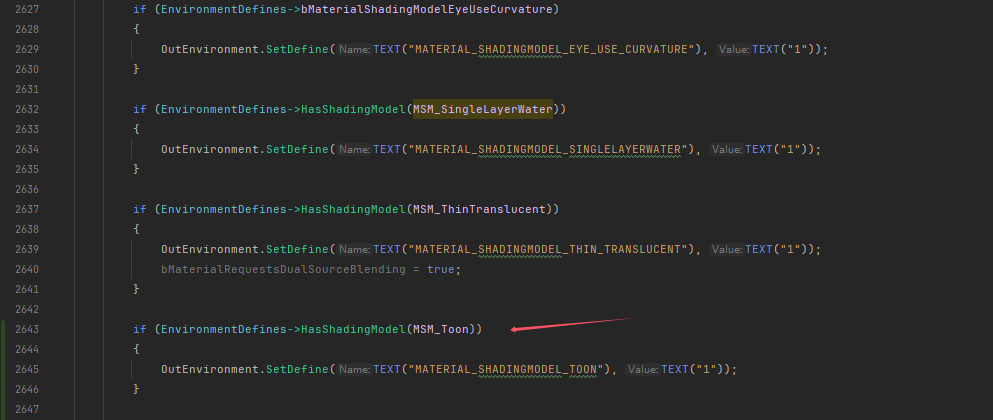 2627 if (EnvironmentDefines->bMaterialShadingModelEyeUseCurvature)
2628 {
2629 OutEnvironment.SetDefine( Name: TEXT("MATERIAL_SHADINGMODEL_EYE_USE_CURVATURE"), Value: TEXT("1"));
2630 }
2631
2632 if (EnvironmentDefines->HasShadingModel(MSM_SingleLayerWater))
2633 {
2634 OutEnvironment.SetDefine( Name: TEXT("MATERIAL_SHADINGMODEL_SINGLELAYERWATER"), Value: TEXT("1"));
2635 }
2636
2637 if (EnvironmentDefines->HasShadingModel(MSM_ThinTranslucent))
2638 {
2639 OutEnvironment.SetDefine( Name: TEXT("MATERIAL_SHADINGMODEL_THIN_TRANSLUCENT"), Value: TEXT("1"));
2640 bMaterialRequestsDualSourceBlending = true;
2641 }
2642
2643 if (EnvironmentDefines->HasShadingModel(MSM_Toon))
2644 {
2645 OutEnvironment.SetDefine( Name: TEXT("MATERIAL_SHADINGMODEL_TOON"), Value: TEXT("1"));
2646 }
2647